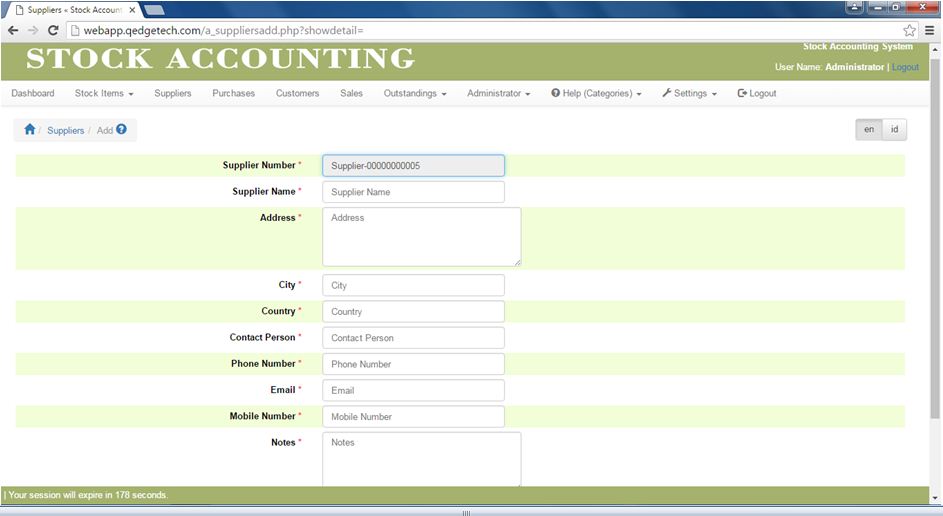 Suppliers « Stock Account
webapp.qedgetech.com/a_suppliersadd.php?showdetail=
STOCK ACCOUNTING
Stock Accounting System
User Name: Administrator | Logout
Dashboard Stock Items Suppliers Purchases Customers Sales Outstandings Administrator Help (Categories) Settings Logout
/ Suppliers / Add
en id
Supplier Number * Supplier-00000000005
Supplier Name * Supplier Name
Address * Address
City * City
Country * Country
Contact Person * Contact Person
Phone Number * Phone Number
Email * Email
Mobile Number * Mobile Number
Notes * Notes
| Your session will expire in 178 seconds.